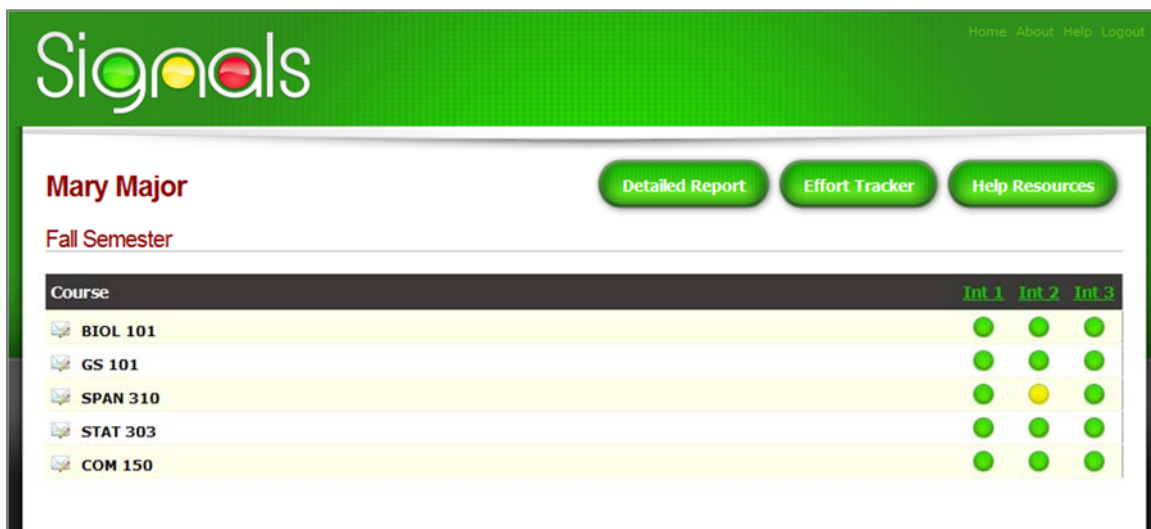 Signals
Home About Help Logout
Mary Major
Detailed Report Effort Tracker Help Resources
Fall Semester
Course Int 1 Int 2 Int 3
BIOL 101
GS 101
SPAN 310
STAT 303
COM 150